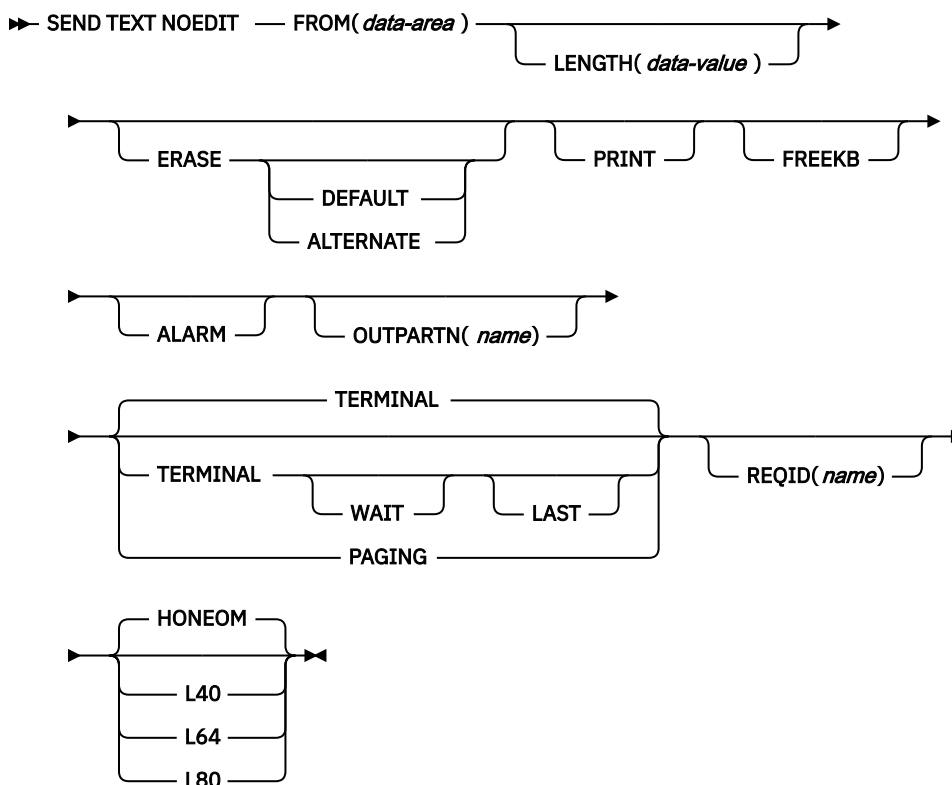 SEND TEXT NOEDIT FROM( data-area )
LENGTH( data-value )
ERASE PRINT FREEKB
DEFAULT
ALTERNATE
ALARM OUTPARTN( name)
TERMINAL
TERMINAL REQID( name)
WAIT LAST
PAGING
HONEOM
L40
L64
L80